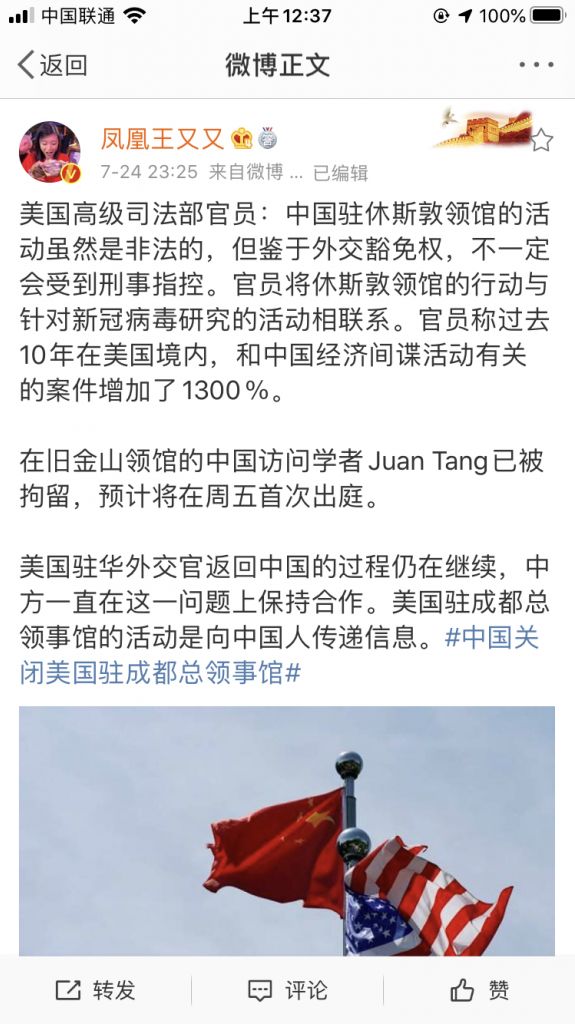 中国联通 上午12:37 100%
返回 微博正文
凤凰王又又
7-24 23:25 来自微博 ... 已编辑
美国高级司法部官员：中国驻休斯敦领馆的活
动虽然是非法的，但鉴于外交豁免权，不一定
会受到刑事指控。官员将休斯敦领馆的行动与
针对新冠病毒研究的活动相联系。官员称过去
10年在美国境内，和中国经济间谍活动有关
的案件增加了1300％。
在旧金山领馆的中国访问学者Juan Tang已被
拘留，预计将在周五首次出庭。
美国驻华外交官返回中国的过程仍在继续，中
方一直在这一问题上保持合作。美国驻成都总
领事馆的活动是向中国人传递信息。#中国关
闭美国驻成都总领事馆#
转发 评论 赞